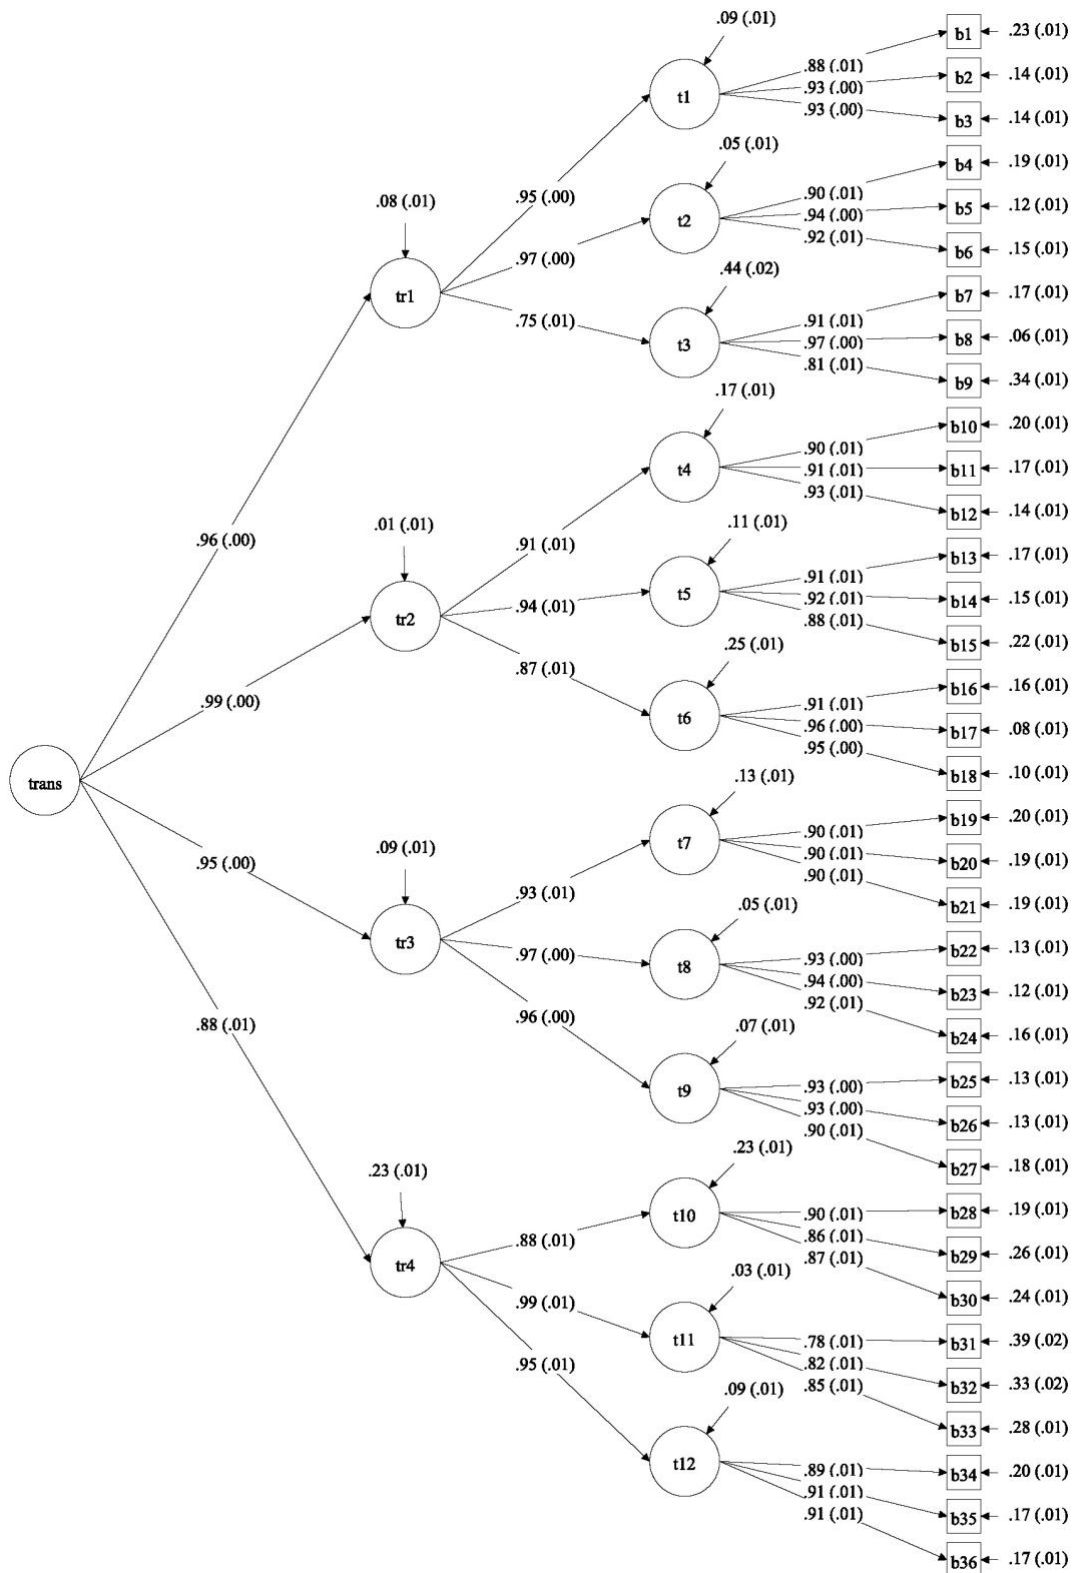 .09 (.01)
b1 .23 (.01)
.88 (.01)
b2 .14 (.01)
.93 (.00)
t1
.93 (.00)
b3 .14 (.01)
.05 (.01)
b4 .19 (.01)
.90 (.01)
.95 (.00)
b5 .12 (.01)
.08 (.01)
.94 (.00)
t2
.92 (.01)
b6 .15 (.01)
.97 (.00)
.44 (.02)
tr1
b7 .17 (.01)
.75 (.01)
.91 (.01)
b8 .06 (.01)
.97 (.00)
t3
.81 (.01)
b9 .34 (.01)
.17 (.01)
b10 .20 (.01)
.90 (.01)
t4
.91 (.01)
b11 .17 (.01)
.93 (.01)
b12 .14 (.01)
.01 (.01)
.11 (.01)
.96 (.00)
.91 (.01)
b13 .17 (.01)
.91 (.01)
t5
.92 (.01)
b14 .15 (.01)
.94 (.01)
.88 (.01)
tr2
b15 .22 (.01)
.25 (.01)
.87 (.01)
b16 .16 (.01)
.99 (.00)
.91 (.01)
t6
.96 (.00)
b17 .08 (.01)
.95 (.00)
b18 .10 (.01)
trans
.13 (.01)
b19 .20 (.01)
.90 (.01)
t7
.09 (.01)
.90 (.01)
b20 .19 (.01)
.95 (.00)
.90 (.01)
.93 (.01)
b21 .19 (.01)
.05 (.01)
tr3
.93 (.00)
b22 .13 (.01)
.97 (.00)
t8
.94 (.00)
b23 .12 (.01)
.92 (.01)
.96 (.00)
.88 (.01)
.07 (.01)
b24 .16 (.01)
b25 .13 (.01)
.93 (.00)
t9
.93 (.00)
b26 .13 (.01)
.90 (.01)
.23 (.01)
b27 .18 (.01)
.23 (.01)
b28 .19 (.01)
.90 (.01)
t10
.86 (.01)
.88 (.01)
b29 .26 (.01)
.87 (.01)
tr4
.03 (.01)
b30 .24 (.01)
.99 (.01)
b31 .39 (.02)
.78 (.01)
t11
.82 (.01)
.95 (.01)
b32 .33 (.02)
.85 (.01)
.09 (.01)
b33 .28 (.01)
t12
.89 (.01)
b34 .20 (.01)
.91 (.01)
.91 (.01)
b35 .17 (.01)
b36 .17 (.01)